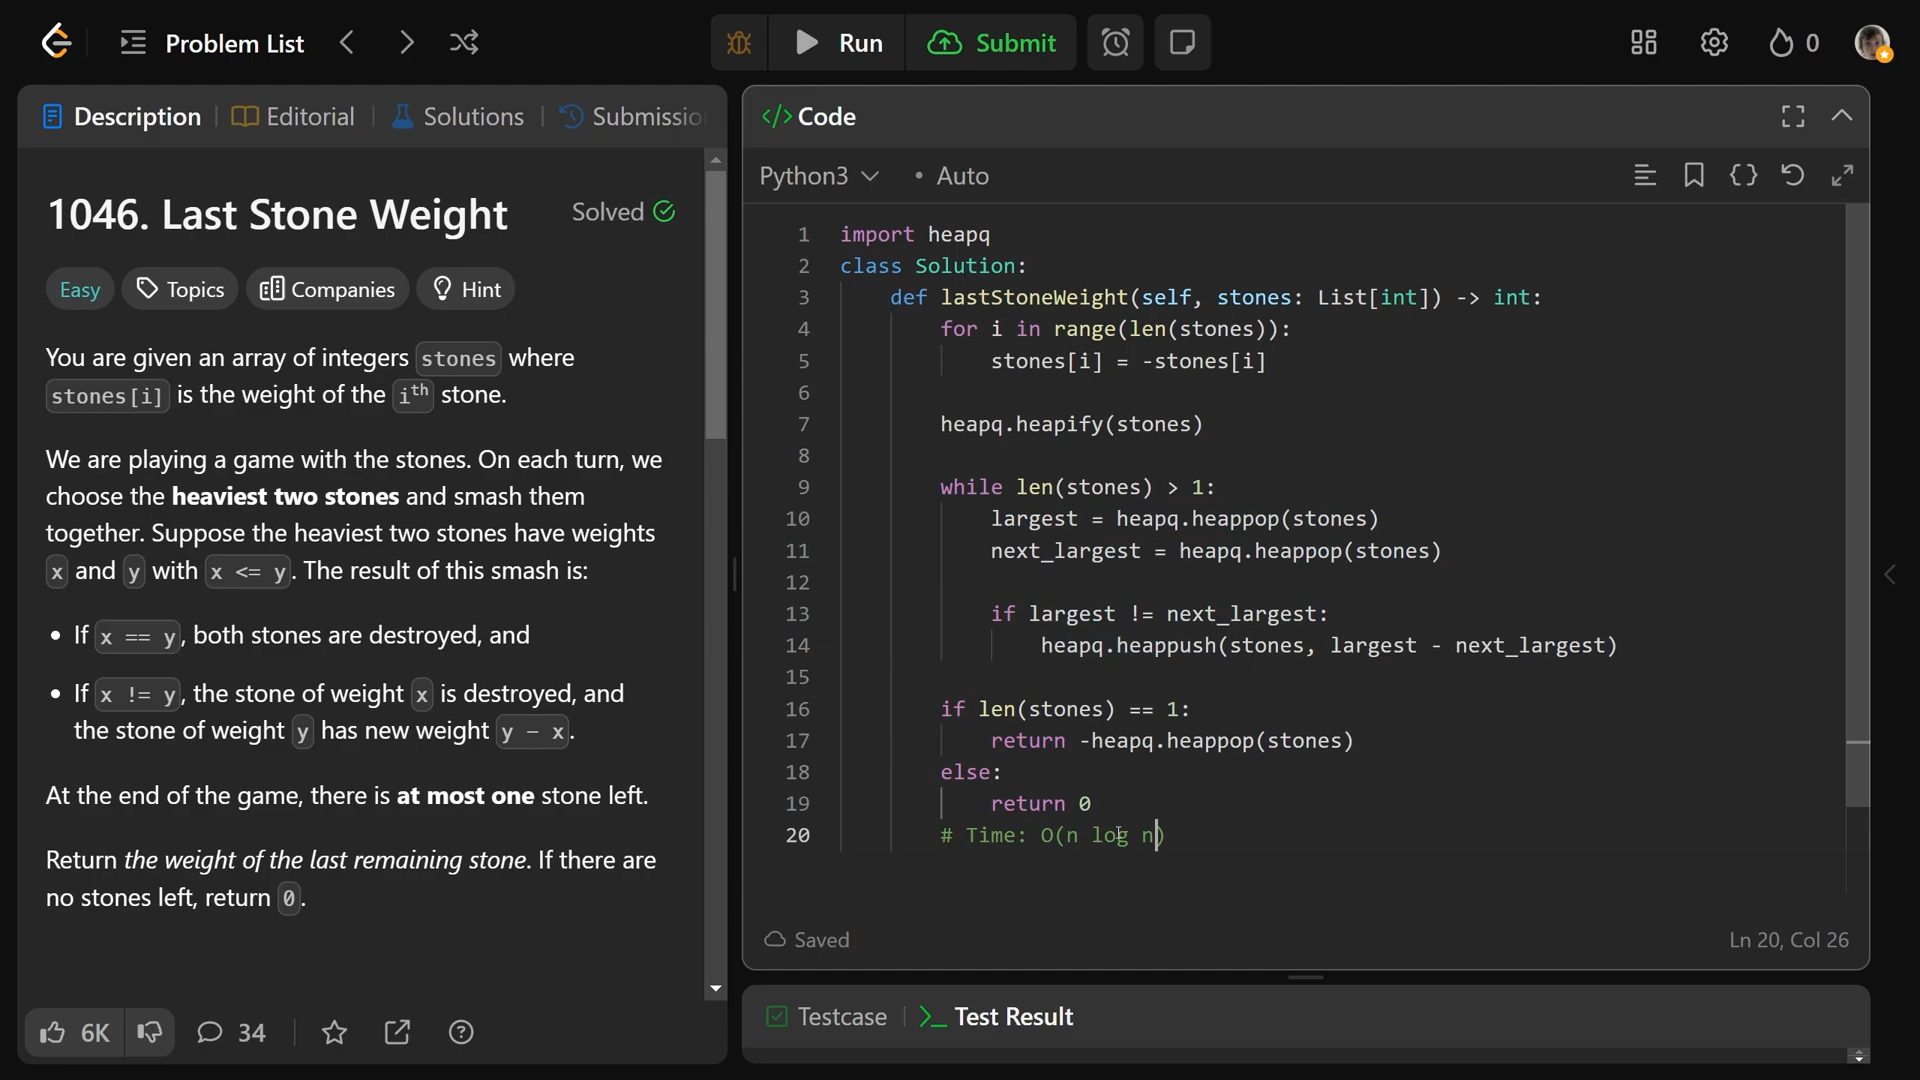 Problem List
Run
Submit
0
Description
Editorial
Solutions
Submissio
1046. Last Stone Weight
Solved
Easy
Topics
Companies
Hint
You are given an array of integers stones where
stones[i] is the weight of the ith stone.
We are playing a game with the stones. On each turn, we
choose the heaviest two stones and smash them
together. Suppose the heaviest two stones have weights
x and y with x <= y. The result of this smash is:
• If x == y, both stones are destroyed, and
• If x != y, the stone of weight x is destroyed, and
the stone of weight y has new weight y - x.
At the end of the game, there is at most one stone left.
Return the weight of the last remaining stone. If there are
no stones left, return 0.
6K
34
</> Code
Python3
• Auto
1 import heapq
2 class Solution:
3 def lastStoneWeight(self, stones: List[int]) -> int:
4 for i in range(len(stones)):
5 stones[i] = -stones[i]
6
7 heapq.heapify(stones)
8
9 while len(stones) > 1:
10 largest = heapq.heappop(stones)
11 next_largest = heapq.heappop(stones)
12
13 if largest != next_largest:
14 heapq.heappush(stones, largest - next_largest)
15
16 if len(stones) == 1:
17 return -heapq.heappop(stones)
18 else:
19 return 0
20 # Time: O(n log n)
Saved
Ln 20, Col 26
Testcase
>_ Test Result